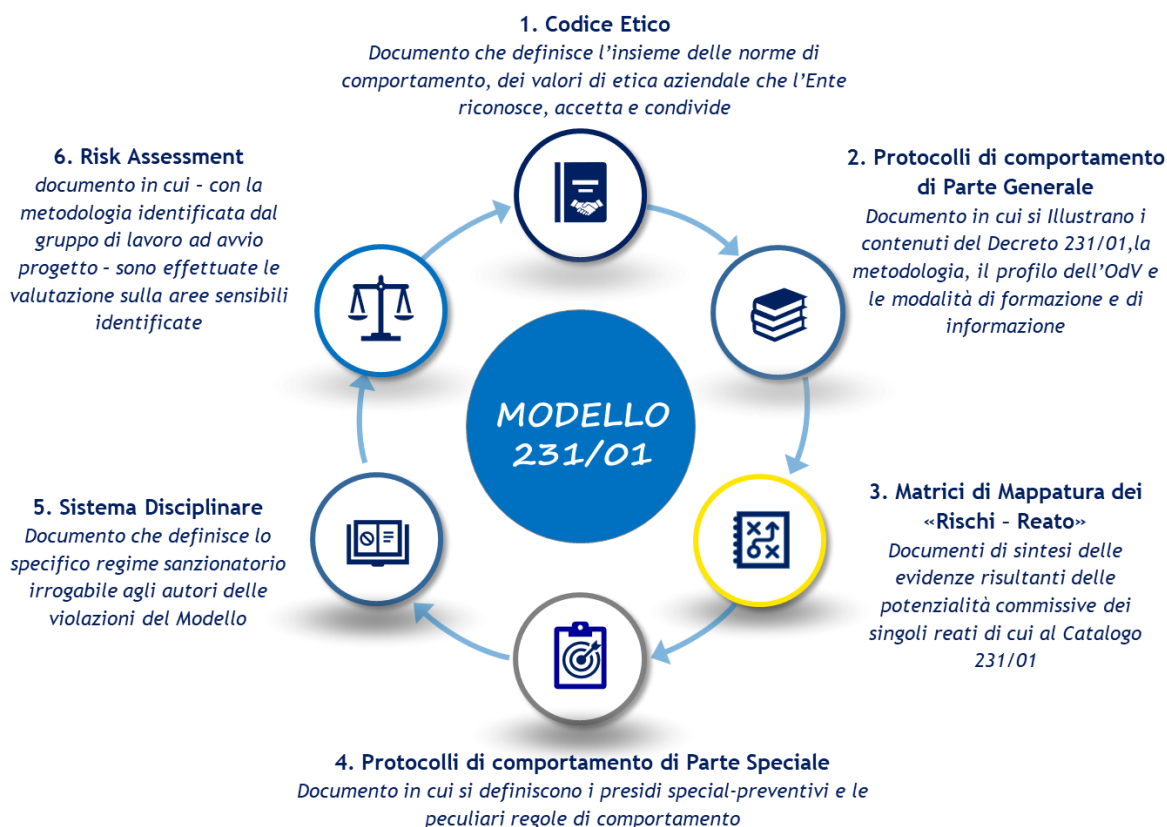 1. Codice Etico
Documento che definisce l’insieme delle norme di
comportamento, dei valori di etica aziendale che l’Ente
riconosce, accetta e condivide
2. Protocolli di comportamento
di Parte Generale
Documento in cui si Illustrano i
contenuti del Decreto 231/01,la
metodologia, il profilo dell’OdV e
le modalità di formazione e di
informazione
3. Matrici di Mappatura dei
«Rischi – Reato»
Documenti di sintesi delle
evidenze risultanti delle
potenzialità commissive dei
singoli reati di cui al Catalogo
231/01
4. Protocolli di comportamento di Parte Speciale
Documento in cui si definiscono i presidi special-preventivi e le
peculiari regole di comportamento
5. Sistema Disciplinare
Documento che definisce lo
specifico regime sanzionatorio
irrogabile agli autori delle
violazioni del Modello
6. Risk Assessment
documento in cui – con la
metodologia identificata dal
gruppo di lavoro ad avvio
progetto – sono effettuate le
valutazione sulla aree sensibili
identificate
MODELLO
231/01